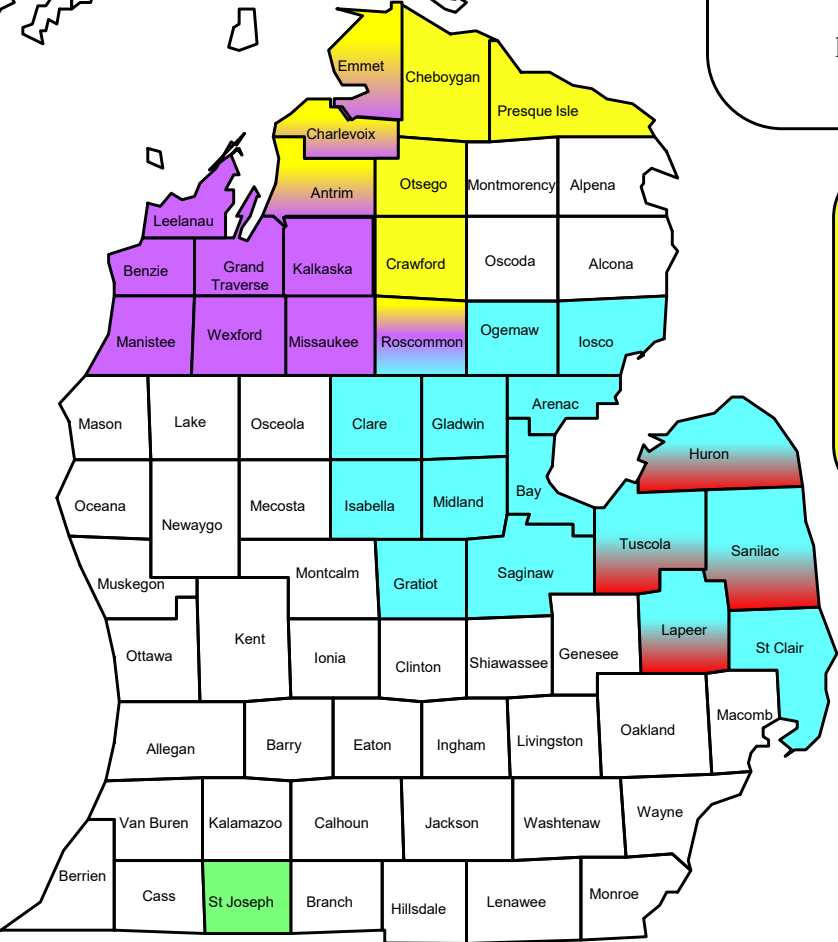 Emmet
Cheboygan
Presque Isle
Charlevoix
Antrim
Otsego
Montmorency
Alpena
Leelanau
Benzie
Grand
Traverse
Kalkaska
Crawford
Oscoda
Alcona
Manistee
Wexford
Missaukee
Roscommon
Ogemaw
Iosco
Mason
Lake
Osceola
Clare
Gladwin
Arenac
Huron
Oceana
Newaygo
Mecosta
Isabella
Midland
Bay
Tuscola
Sanilac
Muskegon
Montcalm
Gratiot
Saginaw
Lapeer
St Clair
Ottawa
Kent
Ionia
Clinton
Shiawassee
Genesee
Allegan
Barry
Eaton
Ingham
Livingston
Oakland
Macomb
Van Buren
Kalamazoo
Calhoun
Jackson
Washtenaw
Wayne
Berrien
Cass
St Joseph
Branch
Hillsdale
Lenawee
Monroe